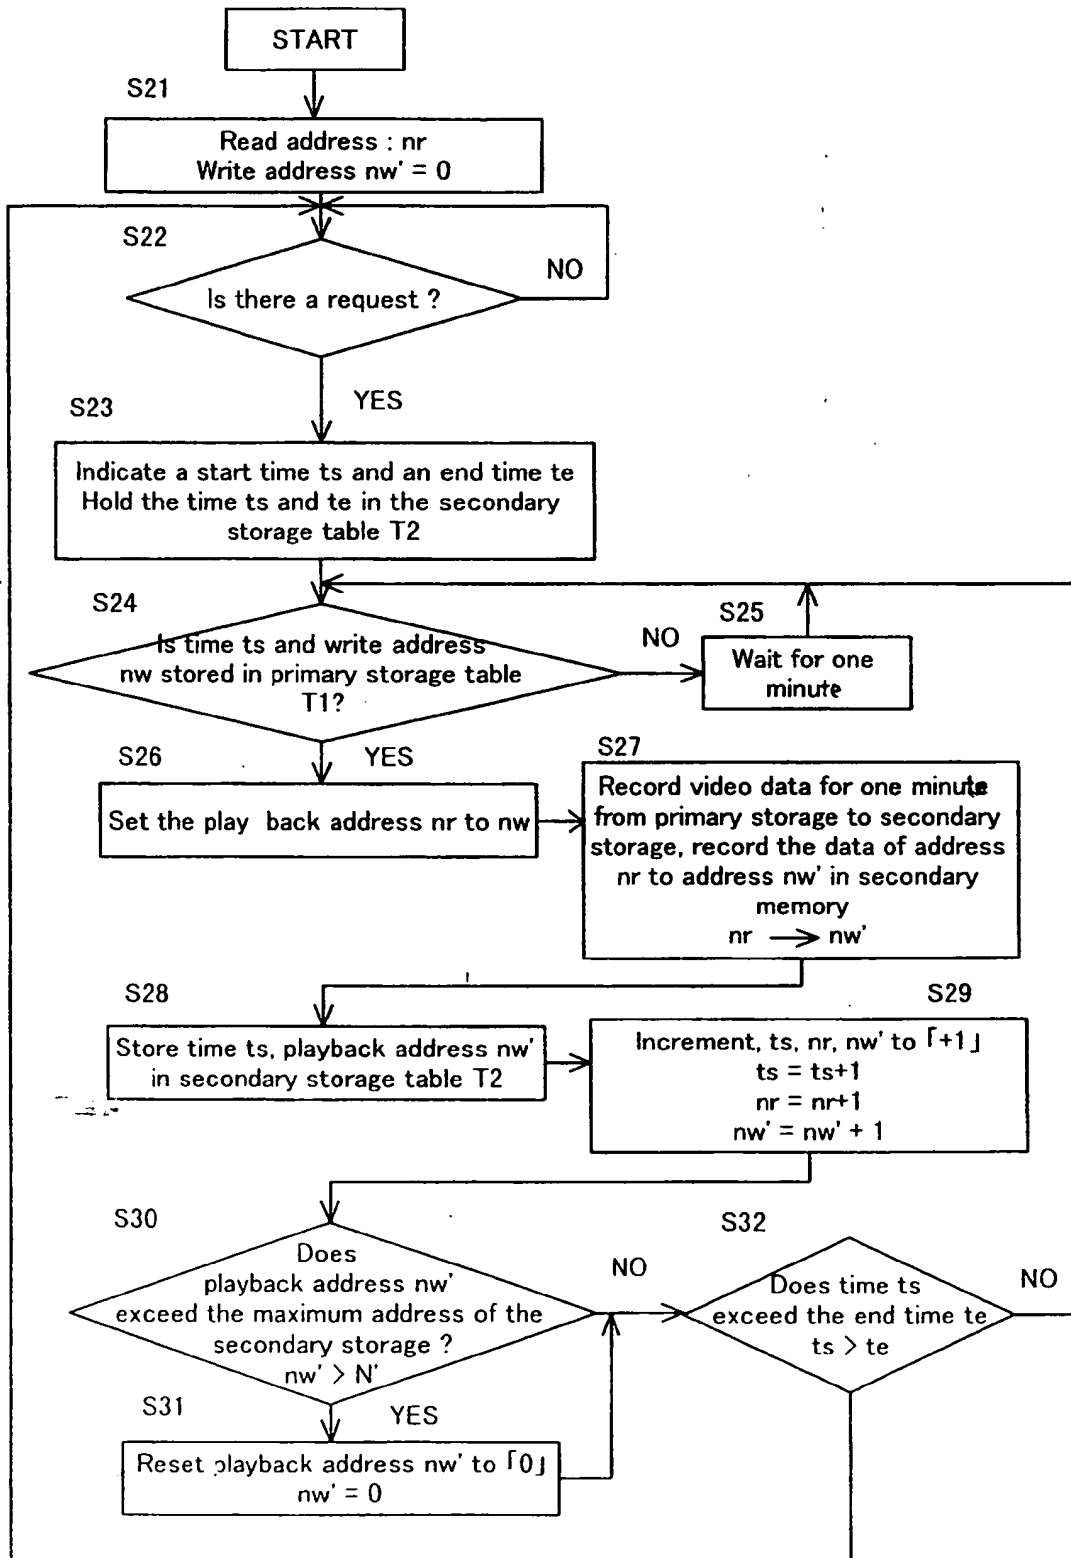 START
S21
Read address : nr
Write address nw' = 0
S22
Is there a request ?
NO
YES
S23
Indicate a start time ts and an end time te
Hold the time ts and te in the secondary
storage table T2
S24
Is time ts and write address
nw stored in primary storage table
T1?
NO
S25
Wait for one
minute
S26
YES
Set the play back address nr to nw
S27
Record video data for one minute
from primary storage to secondary
storage, record the data of address
nr to address nw' in secondary
memory
nr → nw'
S28
Store time ts, playback address nw'
in secondary storage table T2
S29
Increment, ts, nr, nw' to「+1」
ts = ts+1
nr = nr+1
nw' = nw' + 1
S30
Does
playback address nw'
exceed the maximum address of the
secondary storage ?
nw' > N'
NO
YES
S31
Reset playback address nw' to「0」
nw' = 0
S32
Does time ts
exceed the end time te
ts > te
NO